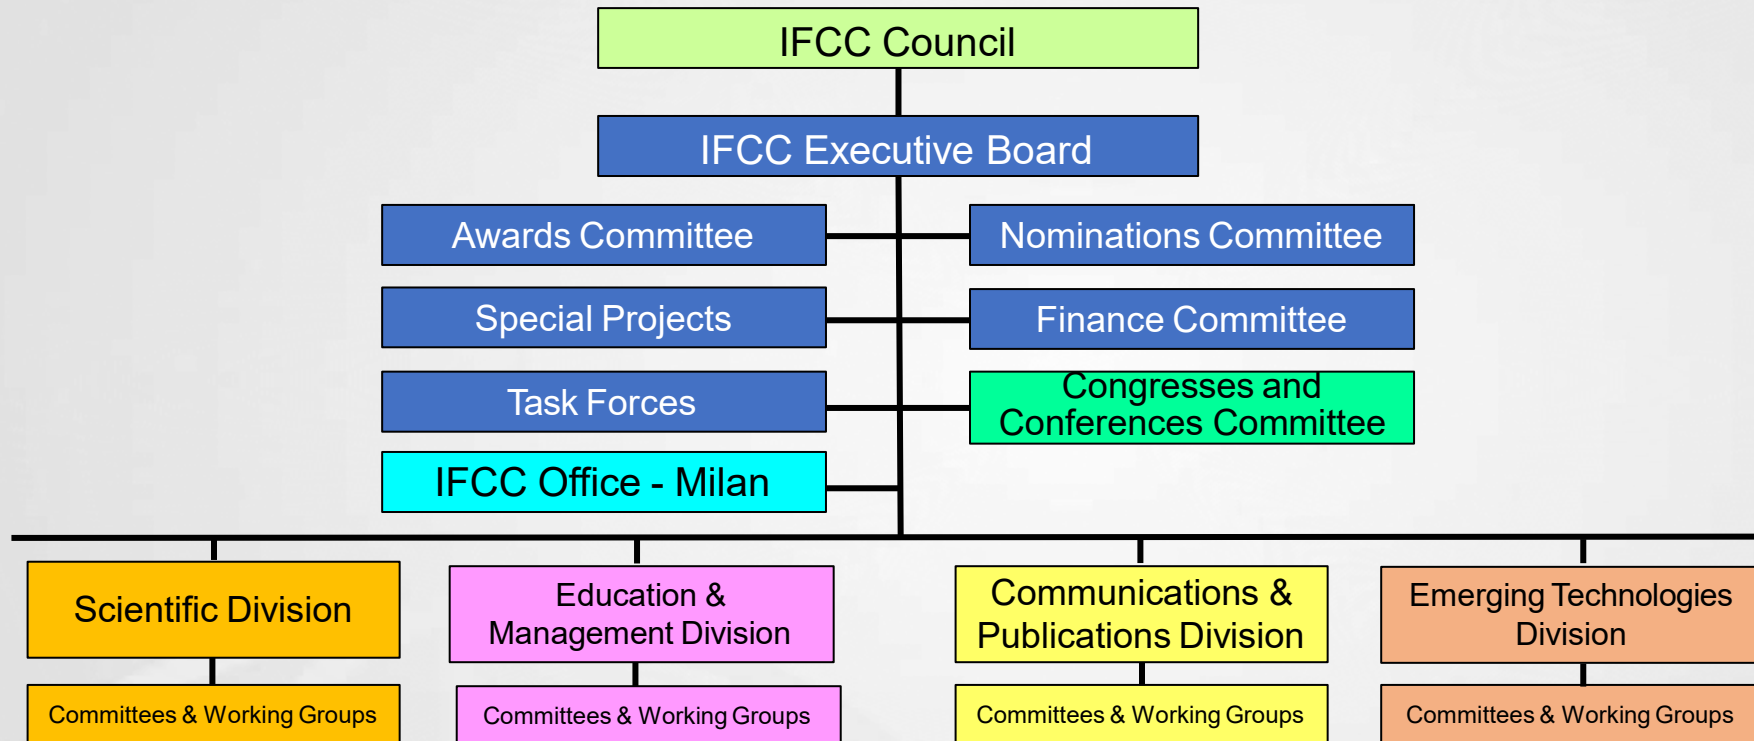 IFCC Council
IFCC Executive Board
Awards Committee
Nominations Committee
Special Projects
Finance Committee
Task Forces
Congresses and
Conferences Committee
IFCC Office - Milan
Scientific Division
Education &
Management Division
Communications &
Publications Division
Emerging Technologies
Division
Committees & Working Groups
Committees & Working Groups
Committees & Working Groups
Committees & Working Groups